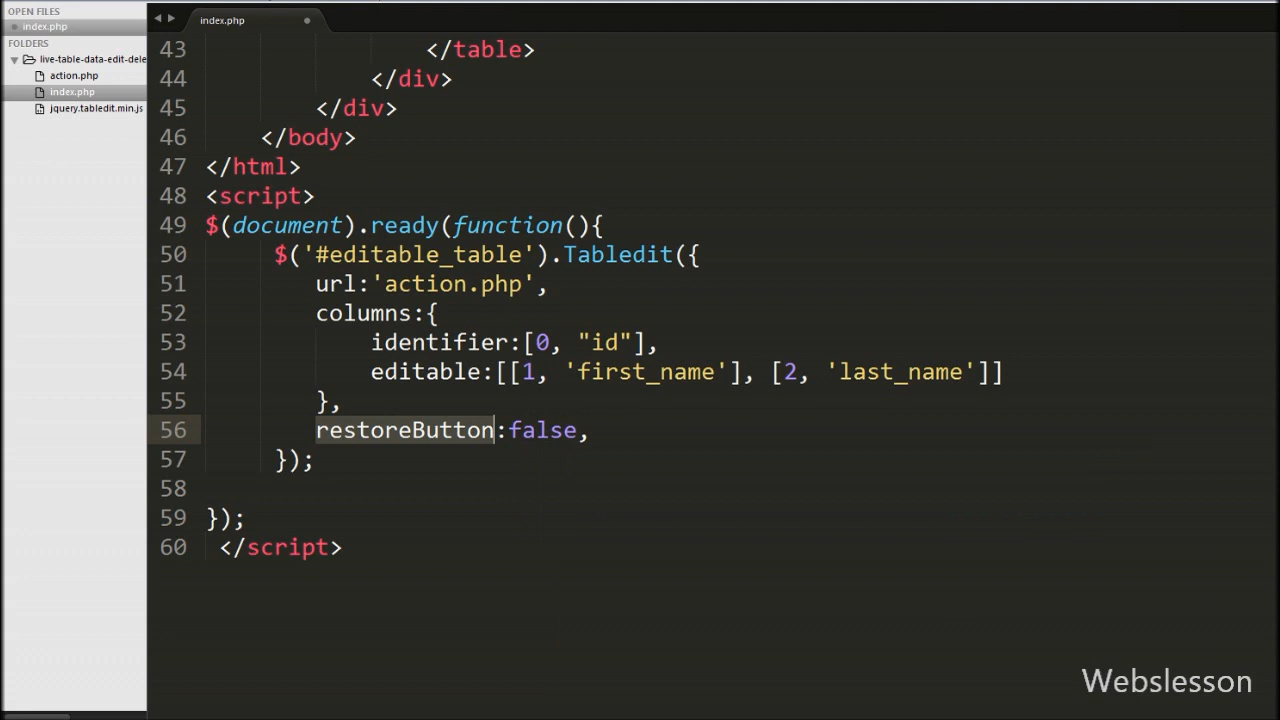 OPEN FILES
index.php
FOLDERS
live-table-data-edit-dele
action.php
index.php
jquery.tabledit.min.js
index.php
43 </table>
44 </div>
45 </div>
46 </body>
47 </html>
48 <script>
49 $(document).ready(function(){
50 $('#editable_table').Tabledit({
51 url:'action.php',
52 columns:{
53 identifier:[0, "id"],
54 editable:[[1, 'first_name'], [2, 'last_name']]
55 },
56 restoreButton:false,
57 });
58
59 });
60 </script>
Webslesson